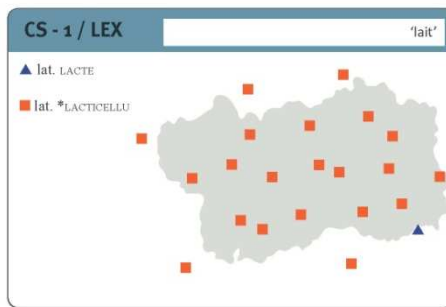 CS - 1 / LEX
'lait'
lat. LACTE
lat. *LACTICELLU